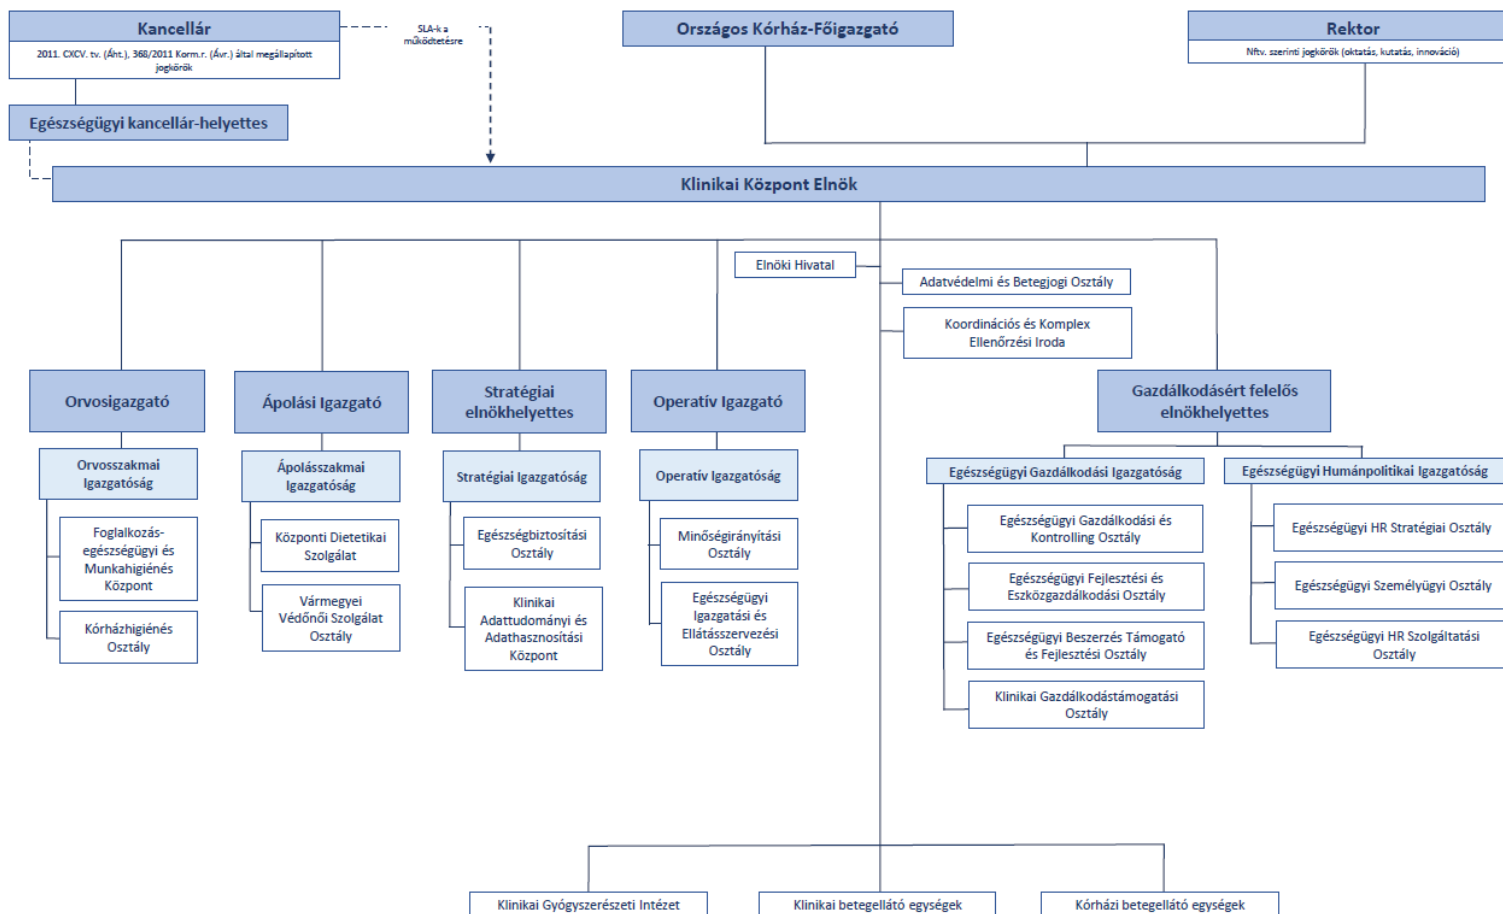 Kancellár
2011. CXCV. tv. (Áht.), 368/2011 Korm.r. (Ávr.) által megállapított
jogkörök
SLA-k a
működtetésre
Országos Kórház-Főigazgató
Rektor
Nftv. szerinti jogkörök (oktatás, kutatás, innováció)
Egészségügyi kancellár-helyettes
Klinikai Központ Elnök
Elnöki Hivatal
Adatvédelmi és Betegjogi Osztály
Koordinációs és Komplex
Ellenőrzési Iroda
Orvosigazgató
Ápolási Igazgató
Stratégiai
elnökhelyettes
Operatív Igazgató
Gazdálkodásért felelős
elnökhelyettes
Orvosszakmai
Igazgatóság
Foglalkozás-
egészségügyi és
Munkahigiénés
Központ
Kórházhigiénés
Osztály
Ápolásszakmai
Igazgatóság
Központi Dietetikai
Szolgálat
Vármegyei
Védőnői Szolgálat
Osztály
Stratégiai Igazgatóság
Egészségbiztosítási
Osztály
Klinikai
Adattudományi és
Adathasznosítási
Központ
Operatív Igazgatóság
Minőségirányítási
Osztály
Egészségügyi
Igazgatási és
Ellátásszervezési
Osztály
Egészségügyi Gazdálkodási Igazgatóság
Egészségügyi Gazdálkodási és
Kontrolling Osztály
Egészségügyi Fejlesztési és
Eszközgazdálkodási Osztály
Egészségügyi Beszerzés Támogató
és Fejlesztési Osztály
Klinikai Gazdálkodástámogatási
Osztály
Egészségügyi Humánpolitikai Igazgatóság
Egészségügyi HR Stratégiai Osztály
Egészségügyi Személyügyi Osztály
Egészségügyi HR Szolgáltatási
Osztály
Klinikai Gyógyszerészeti Intézet
Klinikai betegellátó egységek
Kórházi betegellátó egységek